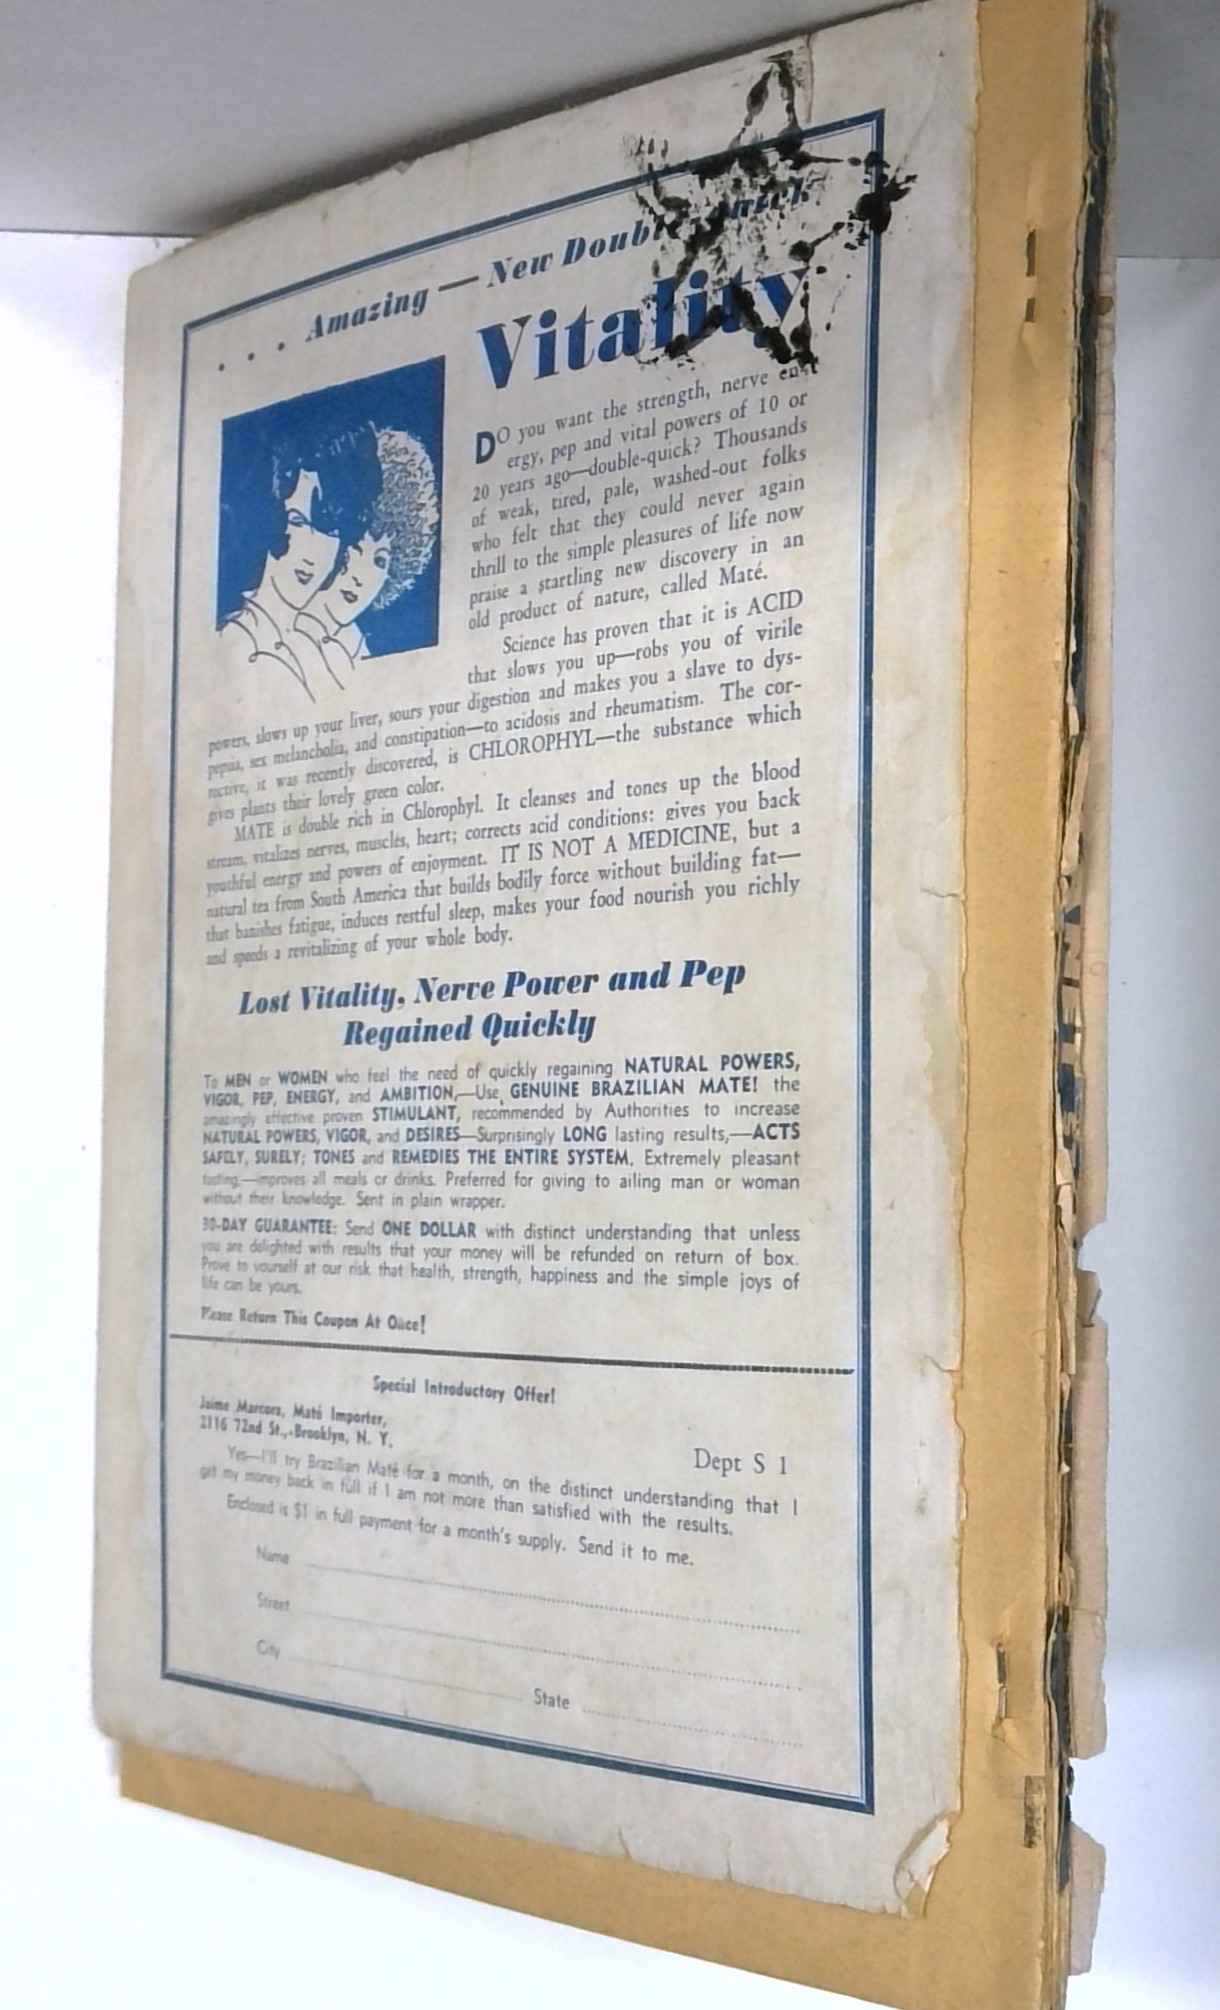 . . . Amazing — New Double Quick
Vitality
DO you want the strength, nerve en-
ergy, pep and vital powers of 10 or
20 years ago—double-quick? Thousands
of weak, tired, pale, washed-out folks
who felt that they could never again
thrill to the simple pleasures of life now
praise a startling new discovery in an
old product of nature, called Maté.
Science has proven that it is ACID
that slows you up—robs you of virile
powers, slows up your liver, sours your digestion and makes you a slave to dys-
pepsia, sex melancholia, and constipation—to acidosis and rheumatism. The cor-
rective, it was recently discovered, is CHLOROPHYL—the substance which
gives plants their lovely green color.
MATE is double rich in Chlorophyl. It cleanses and tones up the blood
stream, vitalizes nerves, muscles, heart; corrects acid conditions: gives you back
youthful energy and powers of enjoyment. IT IS NOT A MEDICINE, but a
natural tea from South America that builds bodily force without building fat—
that banishes fatigue, induces restful sleep, makes your food nourish you richly
and speeds a revitalizing of your whole body.
Lost Vitality, Nerve Power and Pep
Regained Quickly
To MEN or WOMEN who feel the need of quickly regaining NATURAL POWERS,
VIGOR, PEP, ENERGY, and AMBITION,—Use GENUINE BRAZILIAN MATE! the
amazingly effective proven STIMULANT, recommended by Authorities to increase
NATURAL POWERS, VIGOR, and DESIRES—Surprisingly LONG lasting results,—ACTS
SAFELY, SURELY; TONES and REMEDIES THE ENTIRE SYSTEM. Extremely pleasant
tasting,—improves all meals or drinks. Preferred for giving to ailing man or woman
without their knowledge. Sent in plain wrapper.
30-DAY GUARANTEE: Send ONE DOLLAR with distinct understanding that unless
you are delighted with results that your money will be refunded on return of box.
Prove to yourself at our risk that health, strength, happiness and the simple joys of
life can be yours.
Please Return This Coupon At Once!
Special Introductory Offer!
Jaime Marcora, Maté Importer,
2116 72nd St., Brooklyn, N. Y.
Dept S 1
Yes—I'll try Brazilian Maté for a month, on the distinct understanding that I
get my money back in full if I am not more than satisfied with the results.
Enclosed is $1 in full payment for a month's supply. Send it to me.
Name
Street
City
State